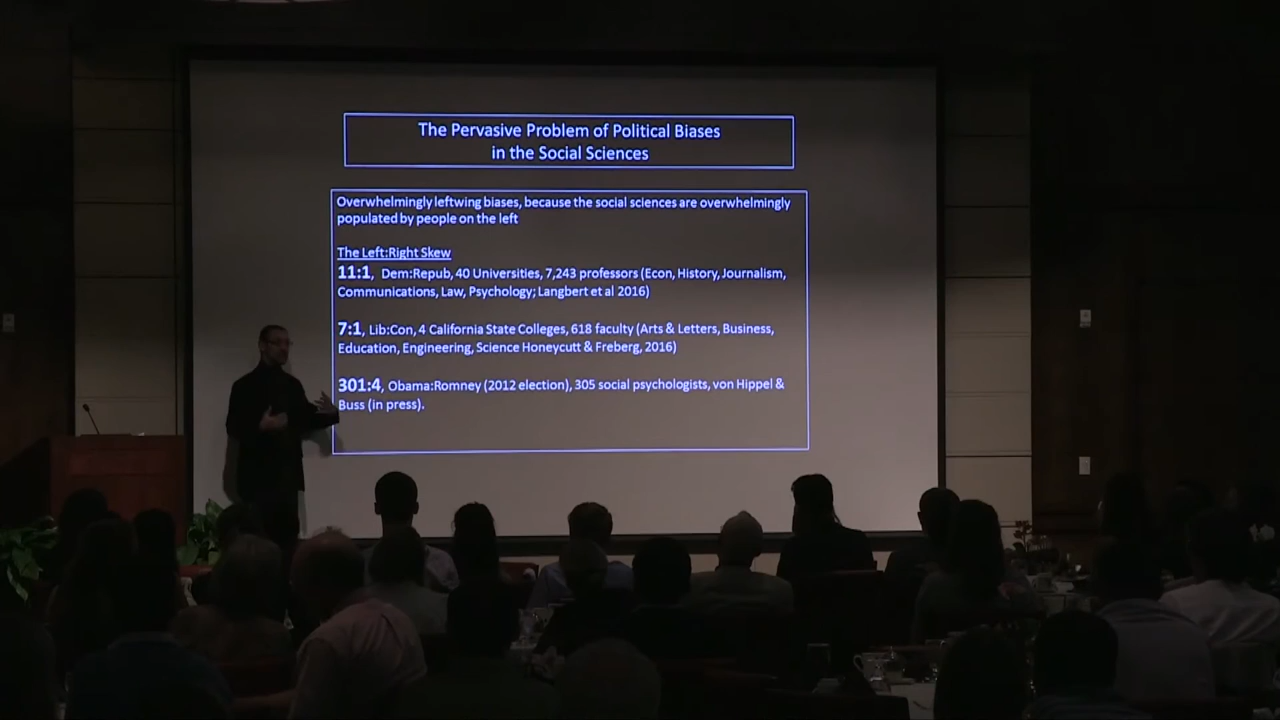 The Pervasive Problem of Political Biases
in the Social Sciences
Overwhelmingly leftwing biases, because the social sciences are overwhelmingly
populated by people on the left
The Left:Right Skew
11:1, Dem:Repub, 40 Universities, 7,243 professors (Econ, History, Journalism,
Communications, Law, Psychology; Langbert et al 2016)
7:1, Lib:Con, 4 California State Colleges, 618 faculty (Arts & Letters, Business,
Education, Engineering, Science Honeycutt & Freberg, 2016)
301:4, Obama:Romney (2012 election), 305 social psychologists, von Hippel &
Buss (in press).